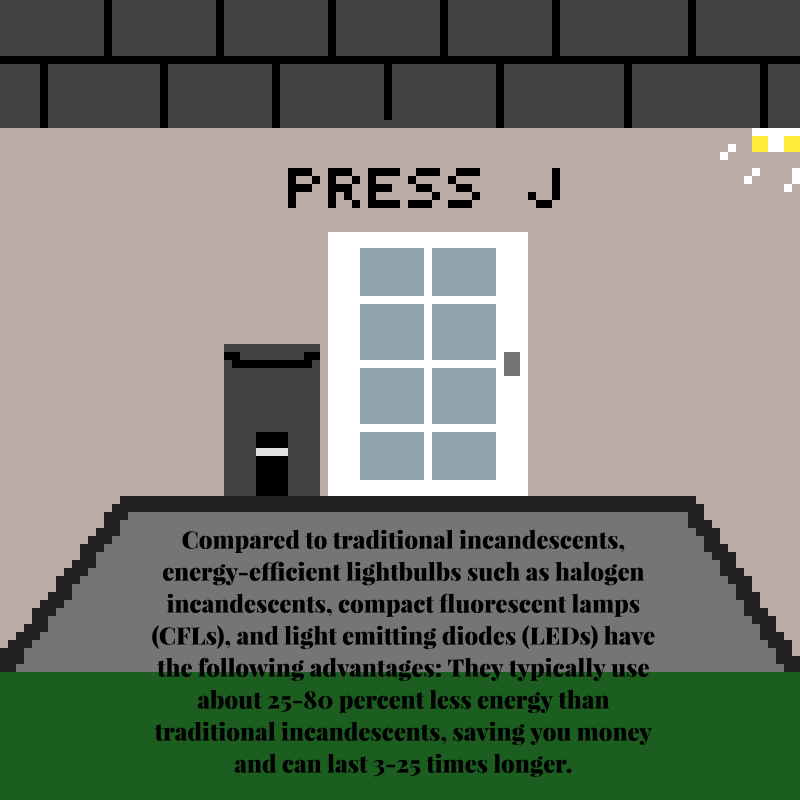 PRESS J
Compared to traditional incandescents,
energy-efficient lightbulbs such as halogen
incandescents, compact fluorescent lamps
(CFLs), and light emitting diodes (LEDs) have
the following advantages: They typically use
about 25-80 percent less energy than
traditional incandescents, saving you money
and can last 3-25 times longer.